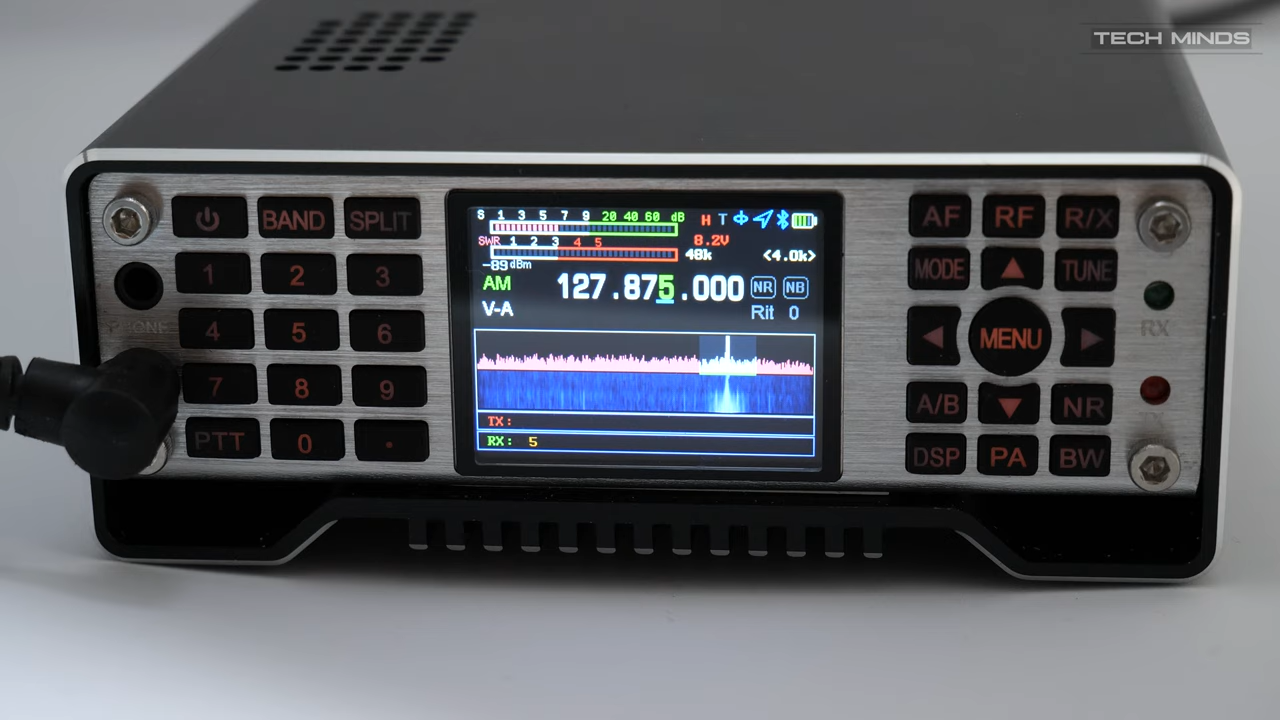 TECH MINDS
BAND SPLIT
1 2 3
4 5 6
7 8 9
PTT 0 .
PHONE
S 1 3 5 7 9 20 40 60 dB
H T
SWR 1 2 3 4 5
8.2V
48k <4.0k>
-89dBm
AM 127.875.000 NR NB
V-A Rit 0
TX:
RX: 5
AF RF R/X
MODE TUNE
MENU
RX
A/B NR
DSP PA BW